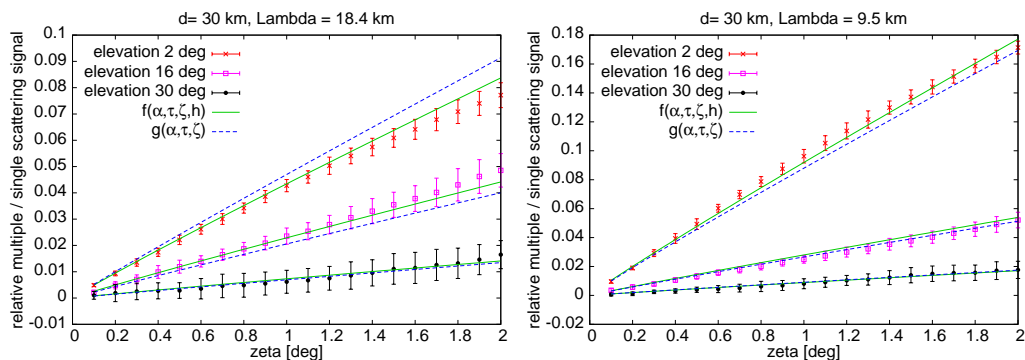 d= 30 km, Lambda = 18.4 km
relative multiple / single scattering signal
0.1
0.09
0.08
0.07
0.06
0.05
0.04
0.03
0.02
0.01
0
-0.01
elevation 2 deg
elevation 16 deg
elevation 30 deg
f(α,τ,ζ,h)
g(α,τ,ζ)
0 0.2 0.4 0.6 0.8 1 1.2 1.4 1.6 1.8 2
zeta [deg]
d= 30 km, Lambda = 9.5 km
relative multiple / single scattering signal
0.18
0.16
0.14
0.12
0.1
0.08
0.06
0.04
0.02
0
-0.02
elevation 2 deg
elevation 16 deg
elevation 30 deg
f(α,τ,ζ,h)
g(α,τ,ζ)
0 0.2 0.4 0.6 0.8 1 1.2 1.4 1.6 1.8 2
zeta [deg]